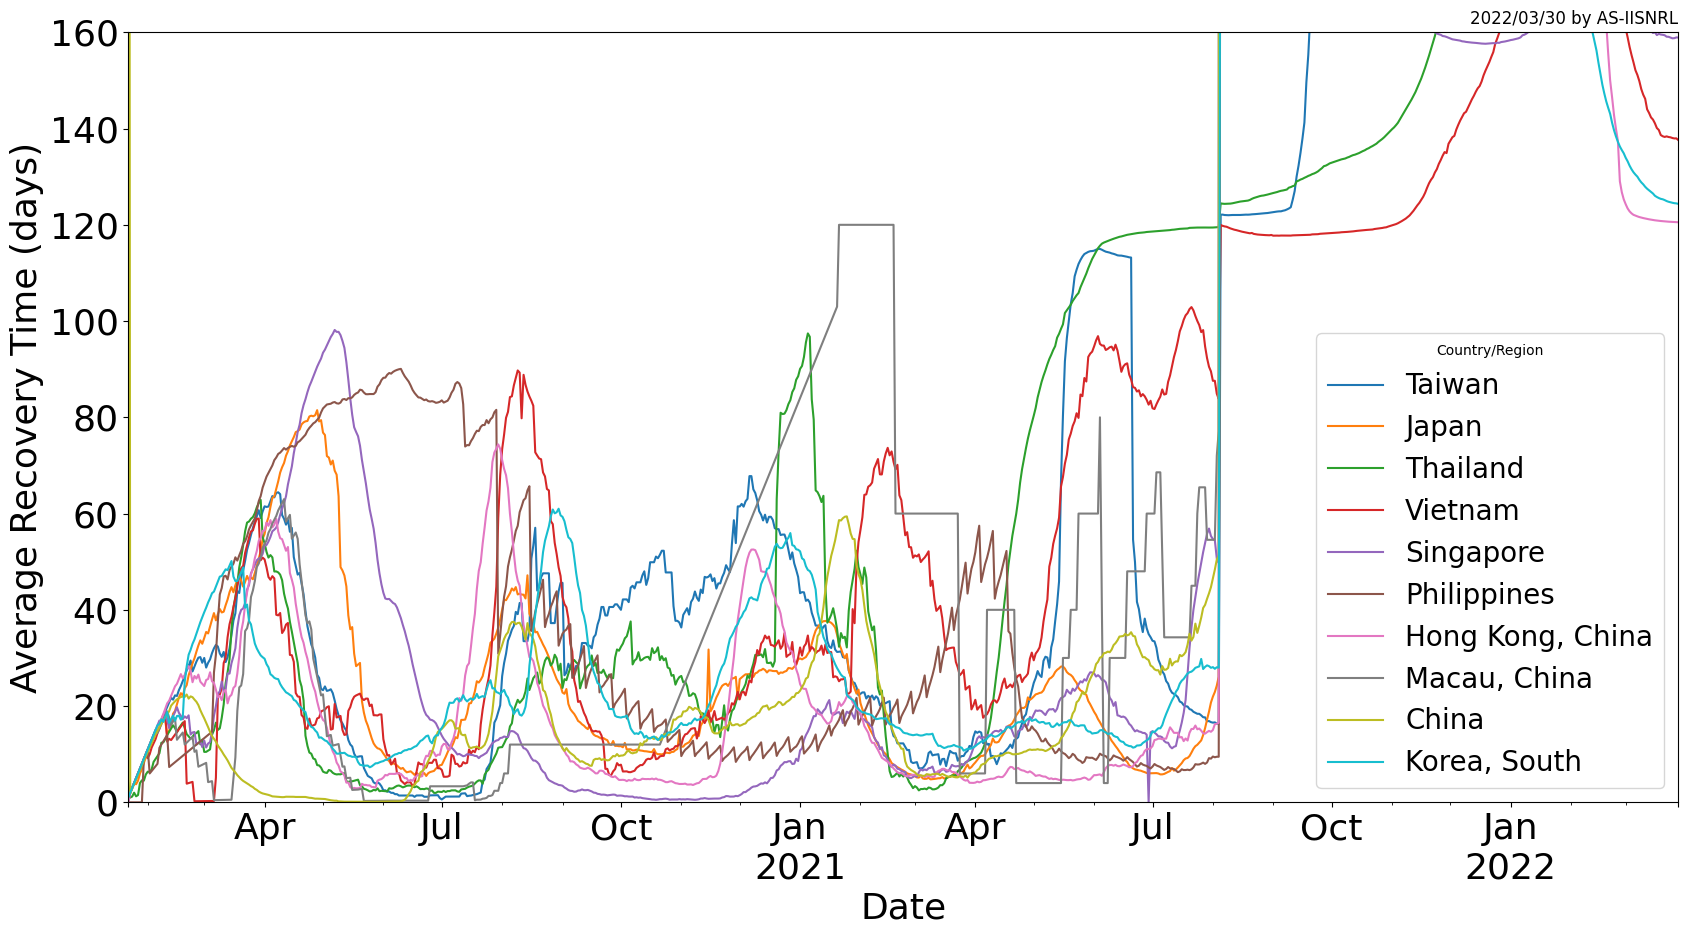 2022/03/30 by AS-IISNRL
160
140
120
100
80
60
40
20
0
Average Recovery Time (days)
Country/Region
Taiwan
Japan
Thailand
Vietnam
Singapore
Philippines
Hong Kong, China
Macau, China
China
Korea, South
Apr
Jul
Oct
Jan
2021
Apr
Jul
Oct
Jan
2022
Date